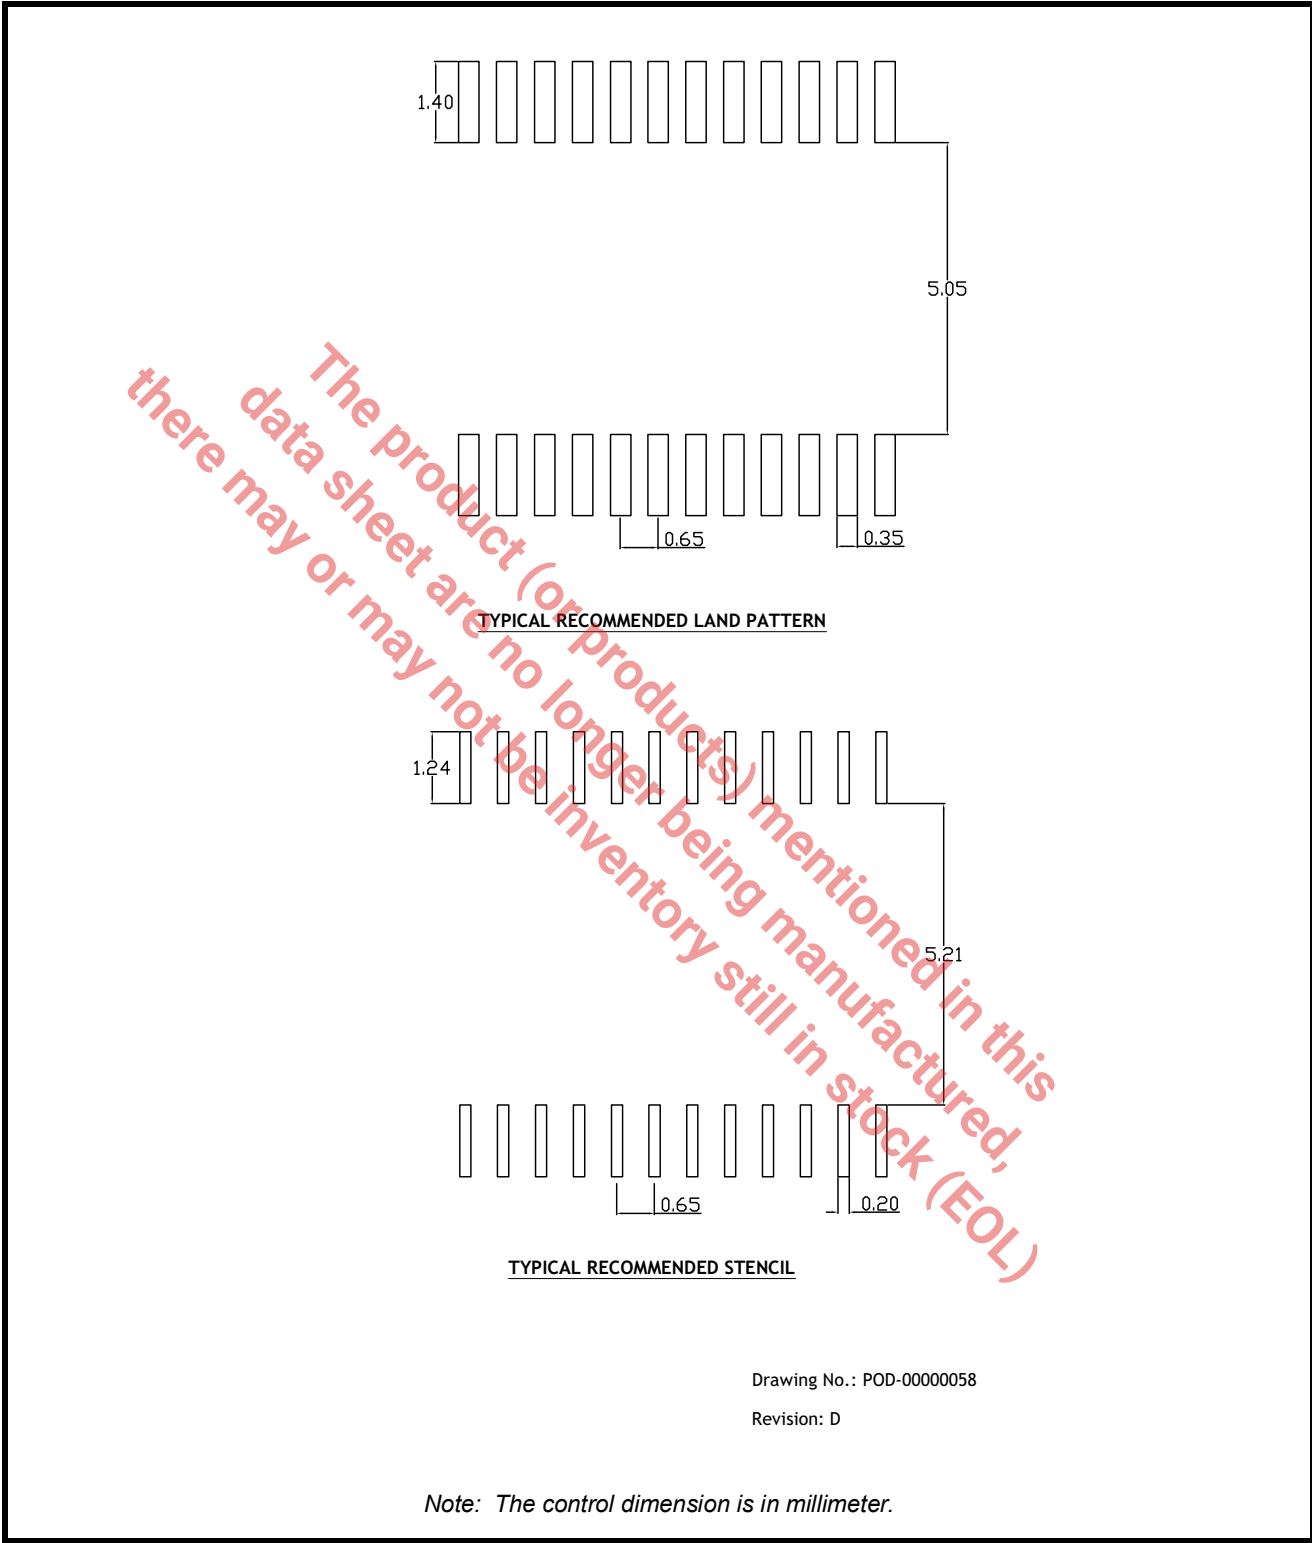 1.40
5.05
0.65
0.35
TYPICAL RECOMMENDED LAND PATTERN
1.24
5.21
0.65
0.20
TYPICAL RECOMMENDED STENCIL
The product (or products) mentioned in this
data sheet are no longer being manufactured,
there may or may not be inventory still in stock (EOL)
Drawing No.: POD-00000058
Revision: D
Note: The control dimension is in millimeter.